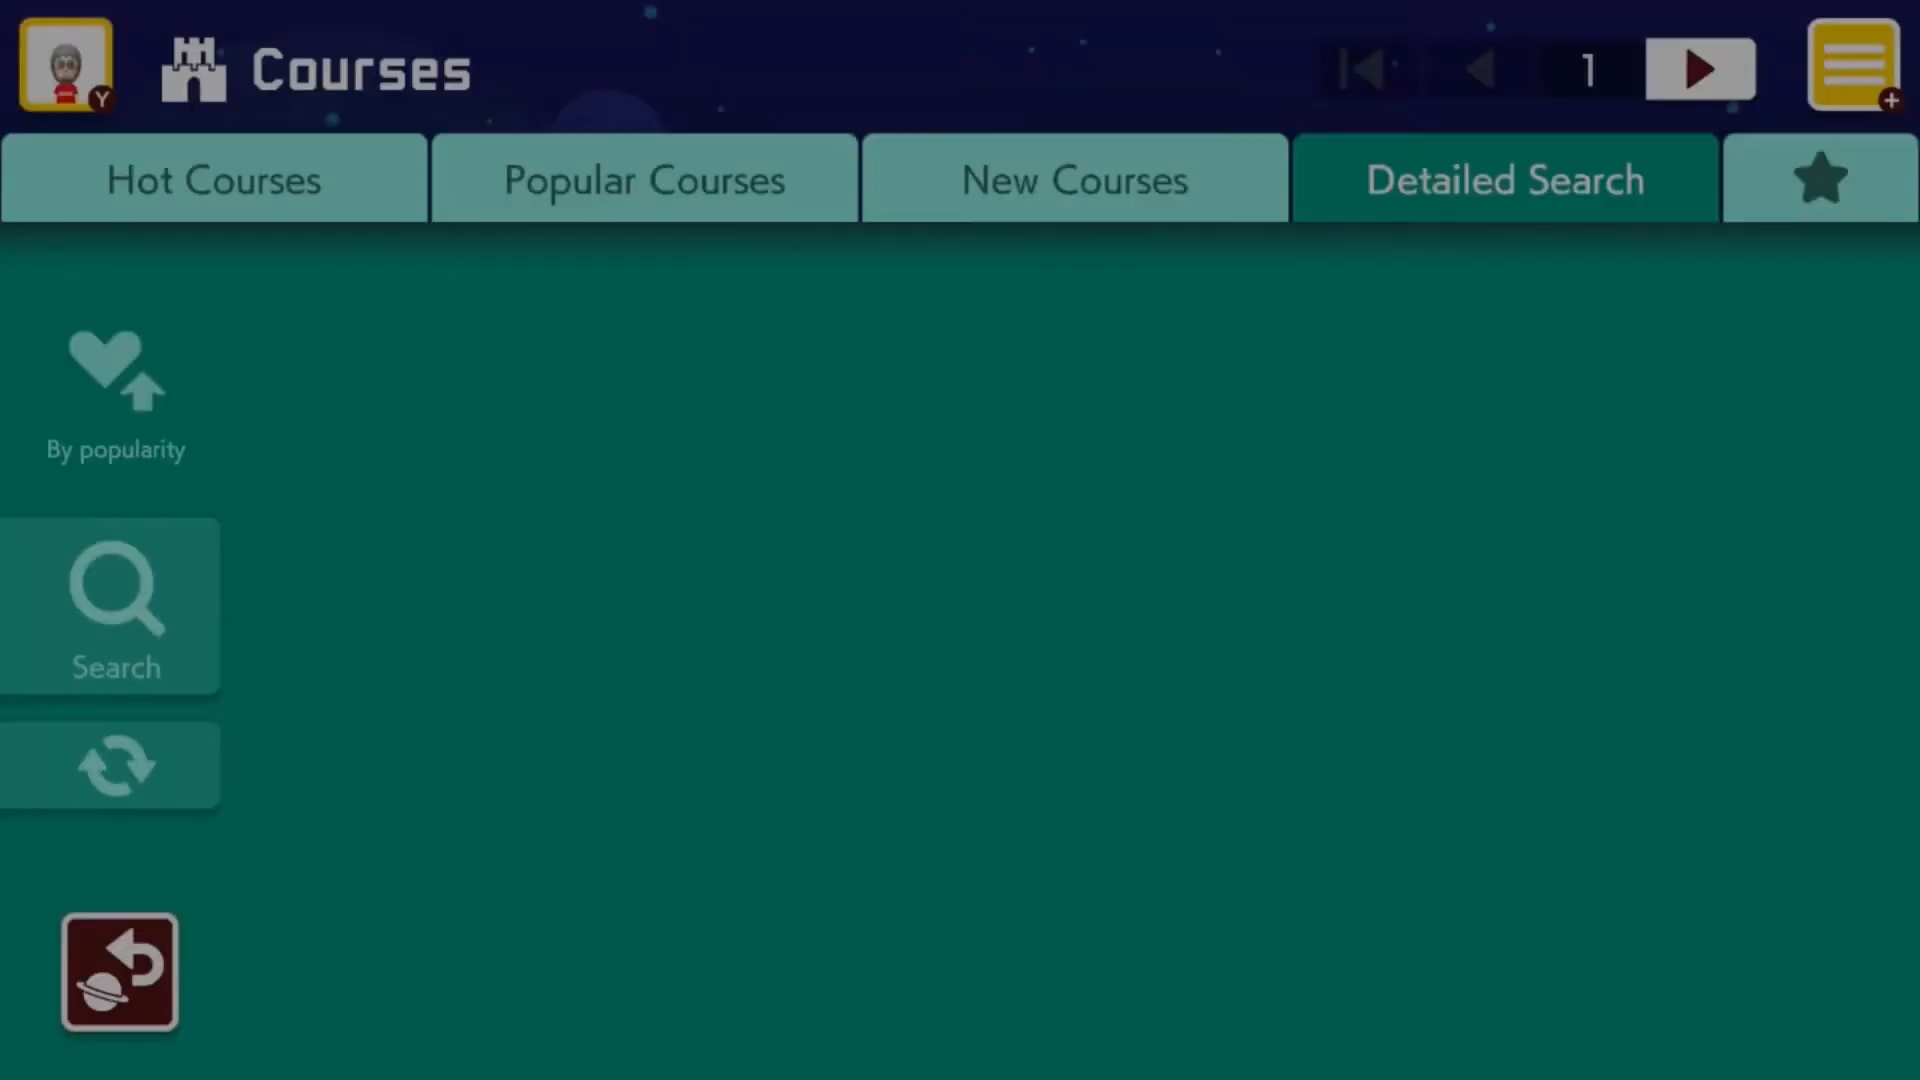 Y
Courses
1
+
Hot Courses
Popular Courses
New Courses
Detailed Search
By popularity
Search